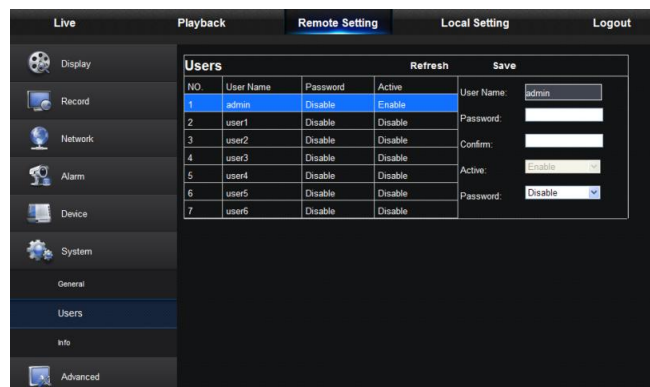 Live Playback Remote Setting Local Setting Logout
Display
Record
Network
Alarm
Device
System
General
Users
Info
Advanced
Users Refresh Save
NO. User Name Password Active
1 admin Disable Enable
2 user1 Disable Disable
3 user2 Disable Disable
4 user3 Disable Disable
5 user4 Disable Disable
6 user5 Disable Disable
7 user6 Disable Disable
User Name: admin
Password:
Confirm:
Active: Enable
Password: Disable